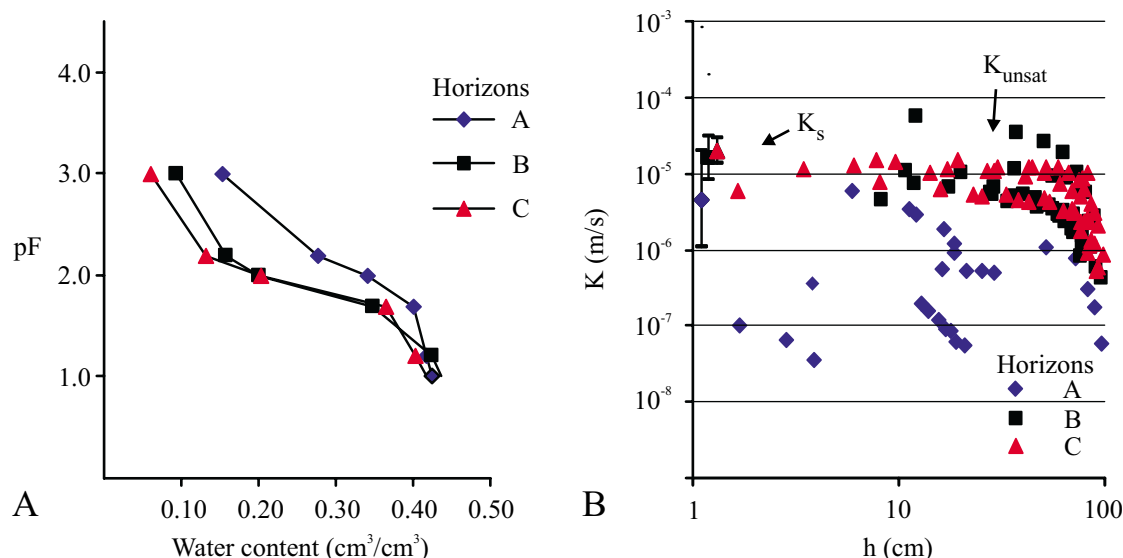 4.0
3.0
2.0
1.0
pF
Horizons
A
B
C
0.10 0.20 0.30 0.40 0.50
Water content (cm³/cm³)
A
10⁻³
10⁻⁴
10⁻⁵
10⁻⁶
10⁻⁷
10⁻⁸
K (m/s)
Ks
Kunsat
Horizons
A
B
C
1 10 100
h (cm)
B